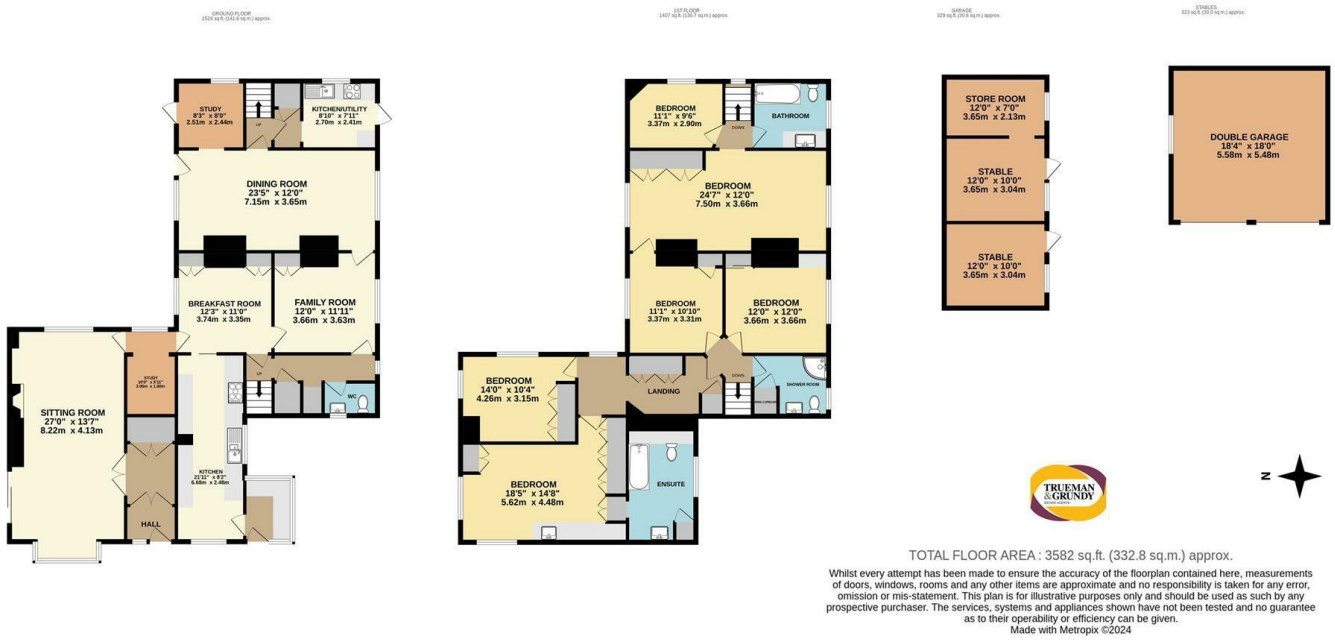 GROUND FLOOR
1524 sq.ft. (141.6 sq.m.) approx.
1ST FLOOR
1407 sq.ft. (130.7 sq.m.) approx.
GARAGE
329 sq.ft. (30.6 sq.m.) approx.
STABLES
323 sq.ft. (30.0 sq.m.) approx.
STUDY
8'3" x 8'0"
2.51m x 2.44m
UP
KITCHEN/UTILITY
8'10" x 7'11"
2.70m x 2.41m
DINING ROOM
23'5" x 12'0"
7.15m x 3.65m
BREAKFAST ROOM
12'3" x 11'0"
3.74m x 3.35m
FAMILY ROOM
12'0" x 11'11"
3.66m x 3.63m
STUDY
UP
WC
SITTING ROOM
27'0" x 13'7"
8.22m x 4.13m
KITCHEN
21'11" x 8'2"
6.68m x 2.48m
HALL
BEDROOM
11'1" x 9'6"
3.37m x 2.90m
DOWN
BATHROOM
BEDROOM
24'7" x 12'0"
7.50m x 3.66m
BEDROOM
11'1" x 10'10"
3.37m x 3.31m
BEDROOM
12'0" x 12'0"
3.66m x 3.66m
BEDROOM
14'0" x 10'4"
4.26m x 3.15m
LANDING
DOWN
SHOWER ROOM
BEDROOM
18'5" x 14'8"
5.62m x 4.48m
ENSUITE
STORE ROOM
12'0" x 7'0"
3.65m x 2.13m
STABLE
12'0" x 10'0"
3.65m x 3.04m
STABLE
12'0" x 10'0"
3.65m x 3.04m
DOUBLE GARAGE
18'4" x 18'0"
5.58m x 5.48m
N
TRUEMAN
& GRUNDY
ESTATE AGENTS
TOTAL FLOOR AREA : 3582 sq.ft. (332.8 sq.m.) approx.
Whilst every attempt has been made to ensure the accuracy of the floorplan contained here, measurements
of doors, windows, rooms and any other items are approximate and no responsibility is taken for any error,
omission or mis-statement. This plan is for illustrative purposes only and should be used as such by any
prospective purchaser. The services, systems and appliances shown have not been tested and no guarantee
as to their operability or efficiency can be given.
Made with Metropix ©2024